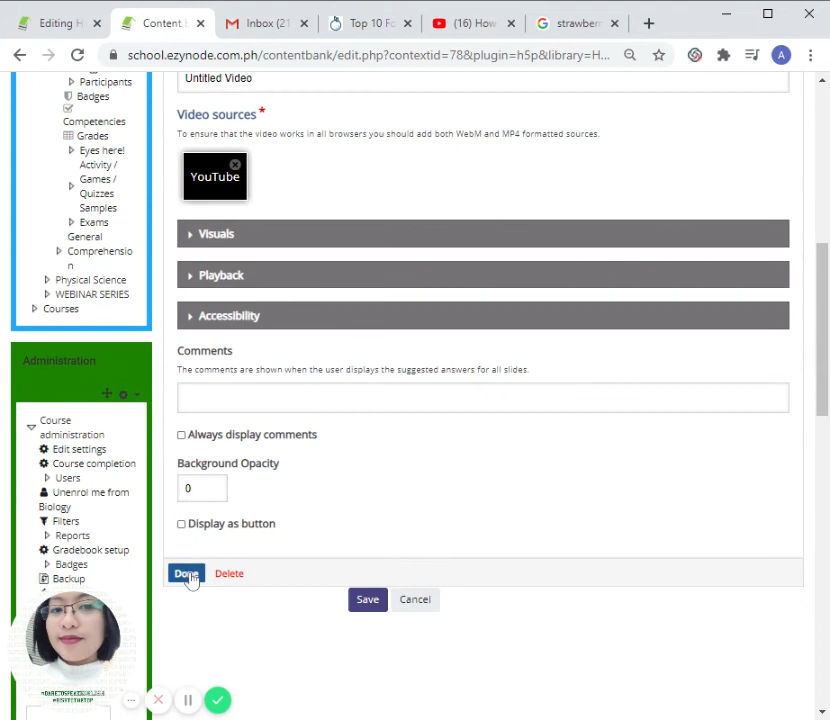 Editing H
Content
Inbox (21
Top 10 Fo
(16) How
strawberr
school.ezynode.com.ph/contentbank/edit.php?contextid=78&plugin=h5p&library=H...
A
Participants
Badges
Competencies
Grades
Eyes here!
Activity /
Games /
Quizzes
Samples
Exams
General
Comprehensio
n
Physical Science
WEBINAR SERIES
Courses
Administration
Course
administration
Edit settings
Course completion
Users
Unenrol me from
Biology
Filters
Reports
Gradebook setup
Badges
Backup
Untitled Video
Video sources *
To ensure that the video works in all browsers you should add both WebM and MP4 formatted sources.
YouTube
Visuals
Playback
Accessibility
Comments
The comments are shown when the user displays the suggested answers for all slides.
Always display comments
Background Opacity
0
Display as button
Done
Delete
Save
Cancel